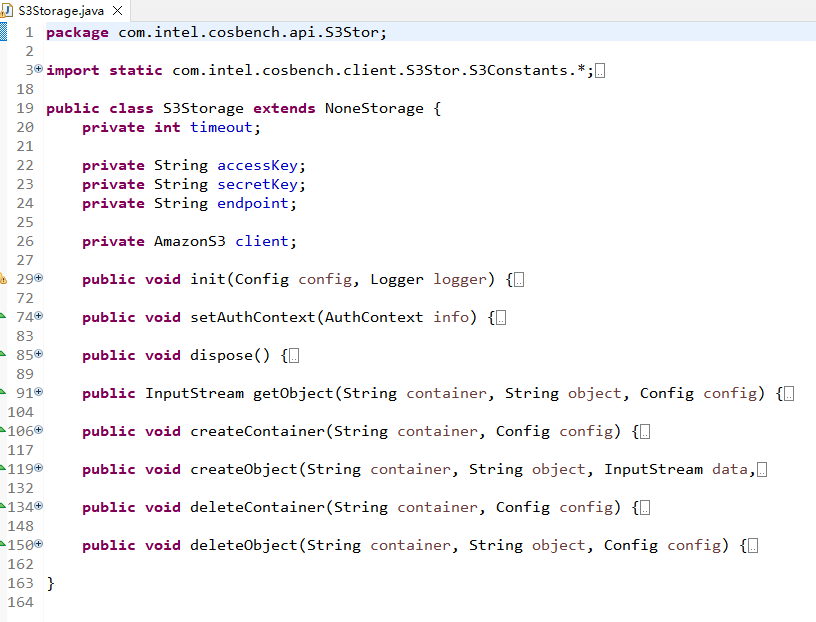 S3Storage.java
1 package com.intel.cosbench.api.S3Stor;
2
3 import static com.intel.cosbench.client.S3Stor.S3Constants.*;
18
19 public class S3Storage extends NoneStorage {
20 private int timeout;
21
22 private String accessKey;
23 private String secretKey;
24 private String endpoint;
25
26 private AmazonS3 client;
27
29 public void init(Config config, Logger logger) {
72
74 public void setAuthContext(AuthContext info) {
83
85 public void dispose() {
89
91 public InputStream getObject(String container, String object, Config config) {
104
106 public void createContainer(String container, Config config) {
117
119 public void createObject(String container, String object, InputStream data,
132
134 public void deleteContainer(String container, Config config) {
148
150 public void deleteObject(String container, String object, Config config) {
162
163 }
164